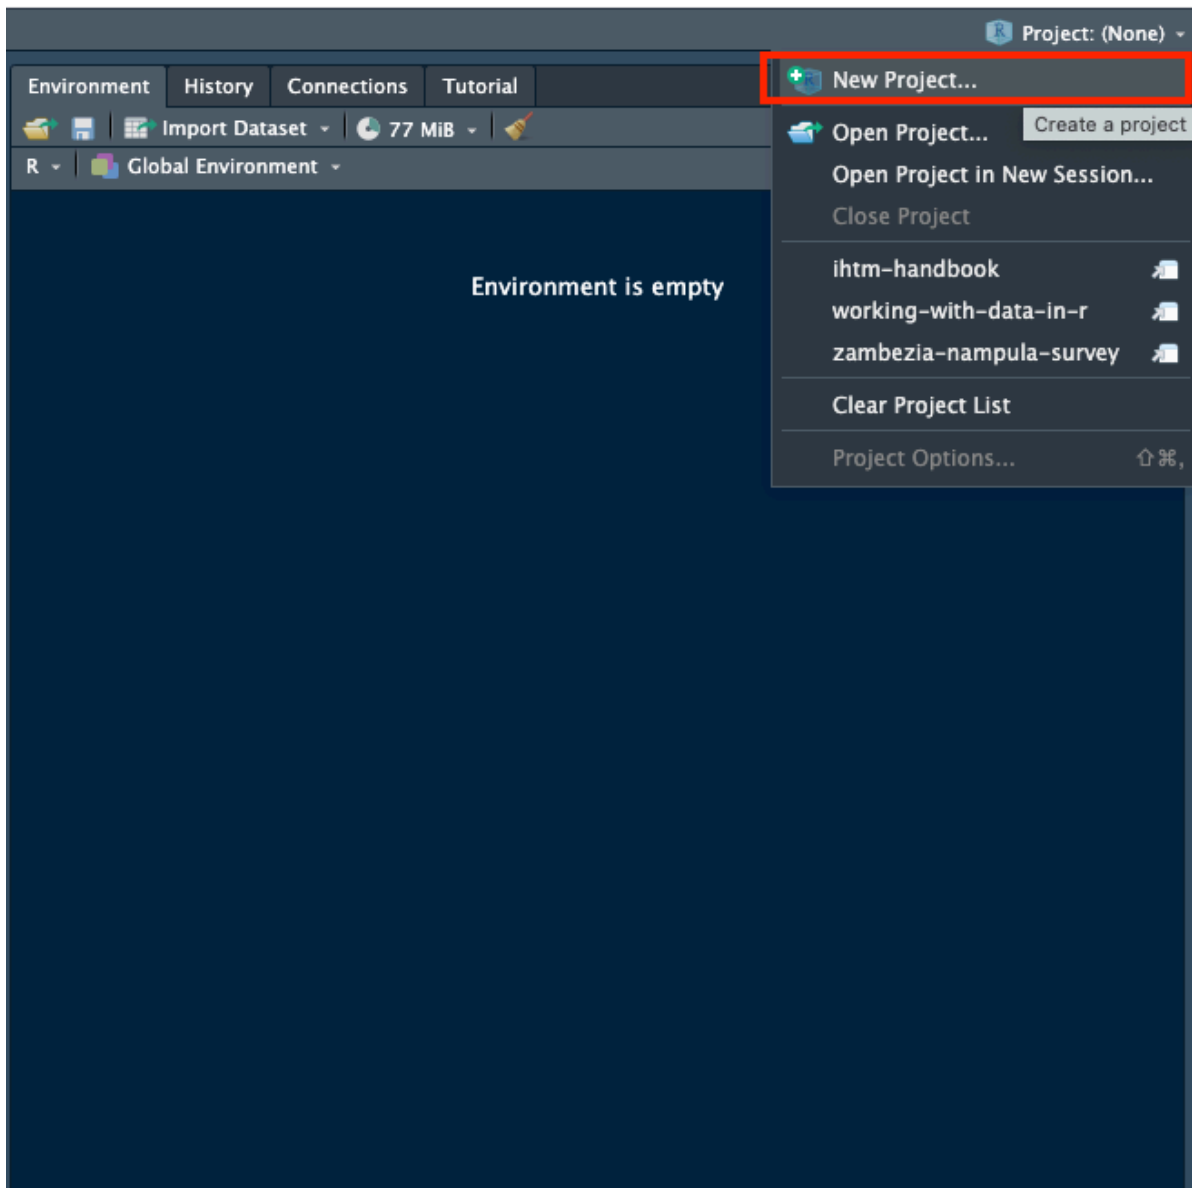 Project: (None)
Environment History Connections Tutorial
New Project...
Import Dataset 77 MiB
Open Project...
Create a project
R Global Environment
Open Project in New Session...
Close Project
ihtm-handbook
Environment is empty
working-with-data-in-r
zambezia-nampula-survey
Clear Project List
Project Options... ⇧⌘,